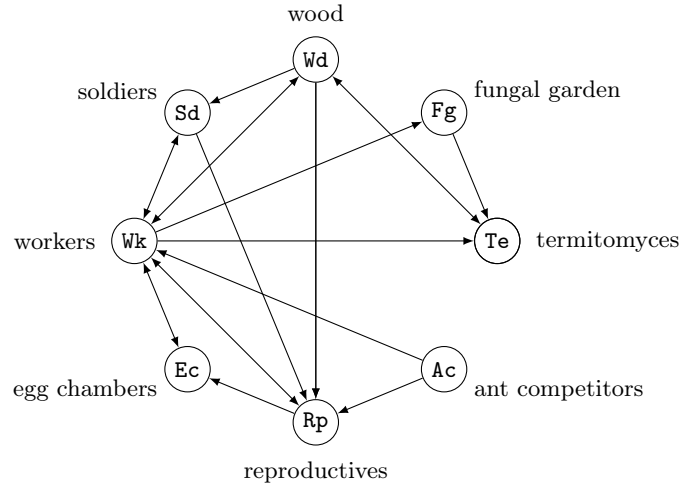 wood
Wd
soldiers
Sd
Fg
fungal garden
workers
Wk
Te
termitomyces
egg chambers
Ec
Ac
ant competitors
Rp
reproductives